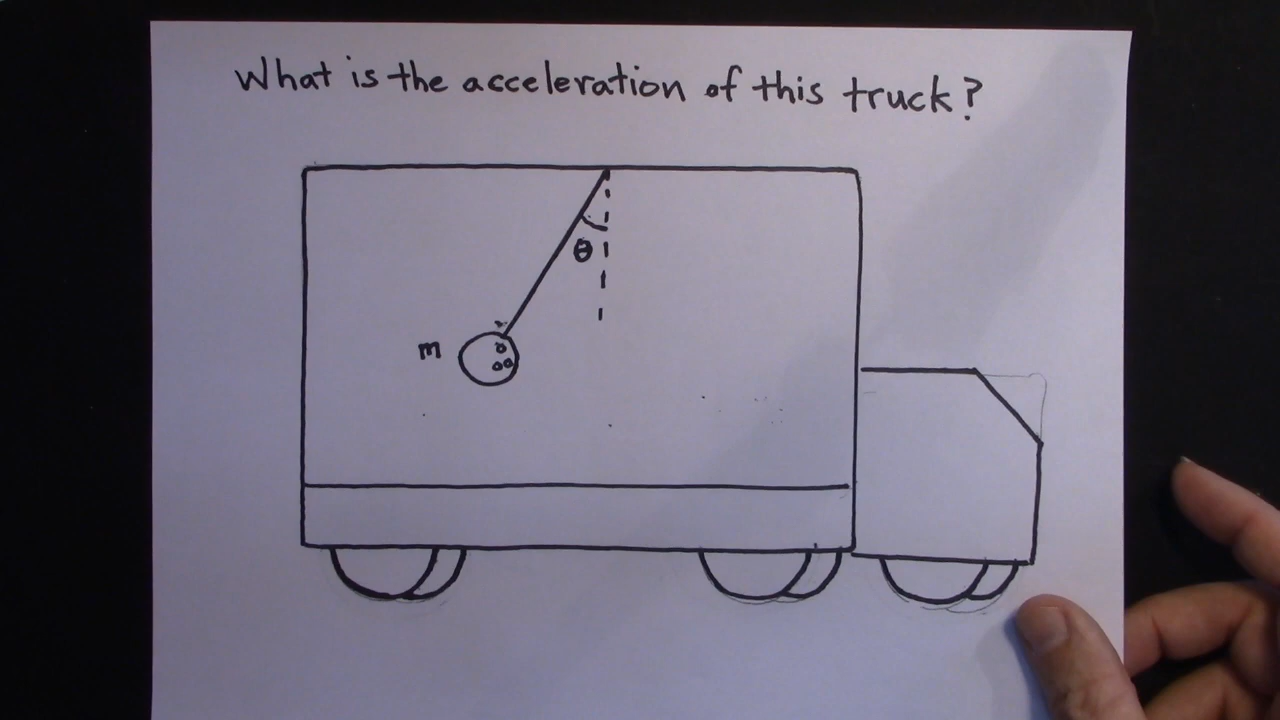 What is the acceleration of this truck?
θ
m